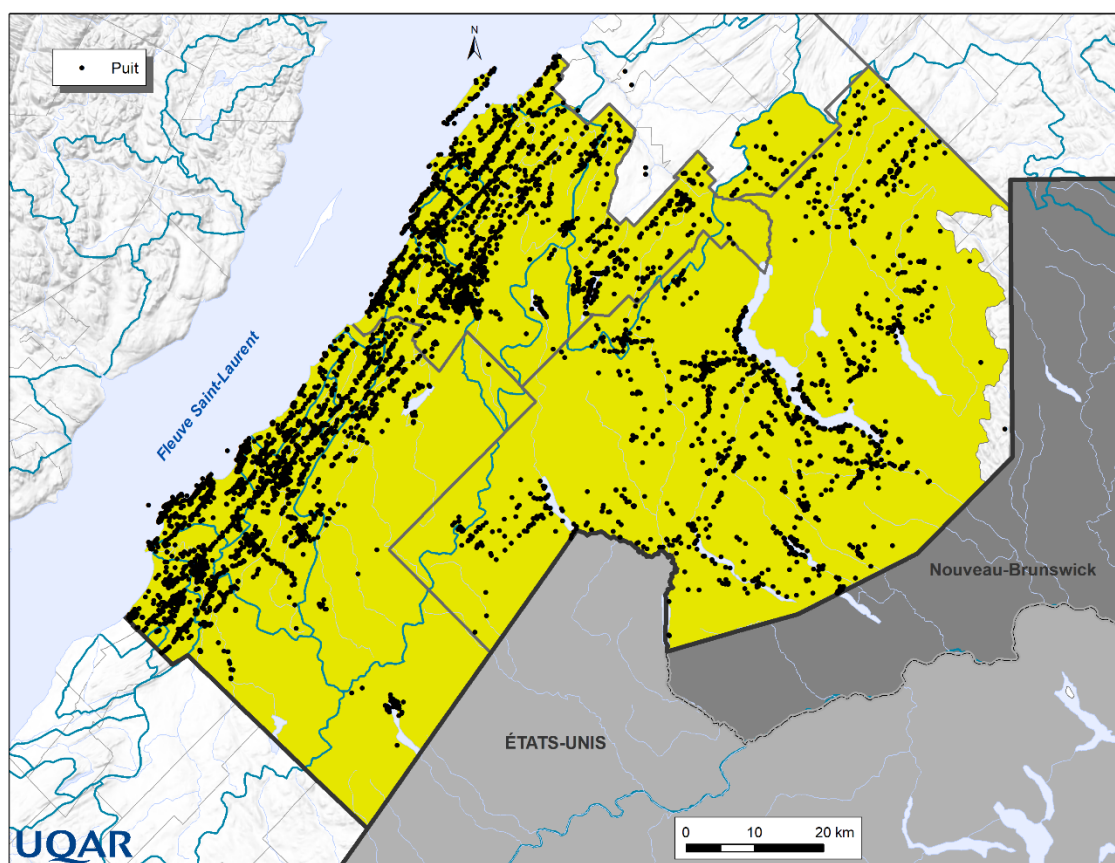 N
Puit
Fleuve Saint-Laurent
Nouveau-Brunswick
ÉTATS-UNIS
UQAR
0 10 20 km